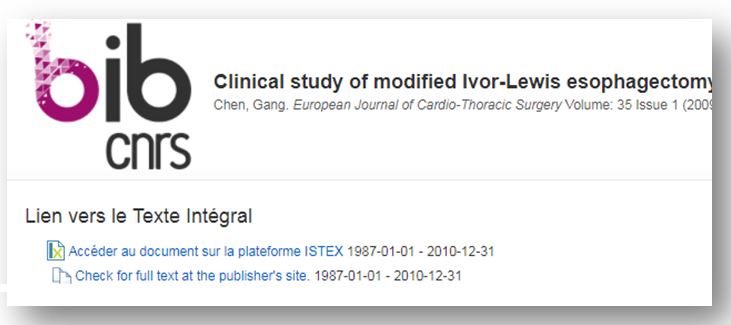 bib
cnrs
Clinical study of modified Ivor-Lewis esophagectomy
Chen, Gang. European Journal of Cardio-Thoracic Surgery Volume: 35 Issue 1 (2009
Lien vers le Texte Intégral
Accéder au document sur la plateforme ISTEX 1987-01-01 - 2010-12-31
Check for full text at the publisher's site. 1987-01-01 - 2010-12-31